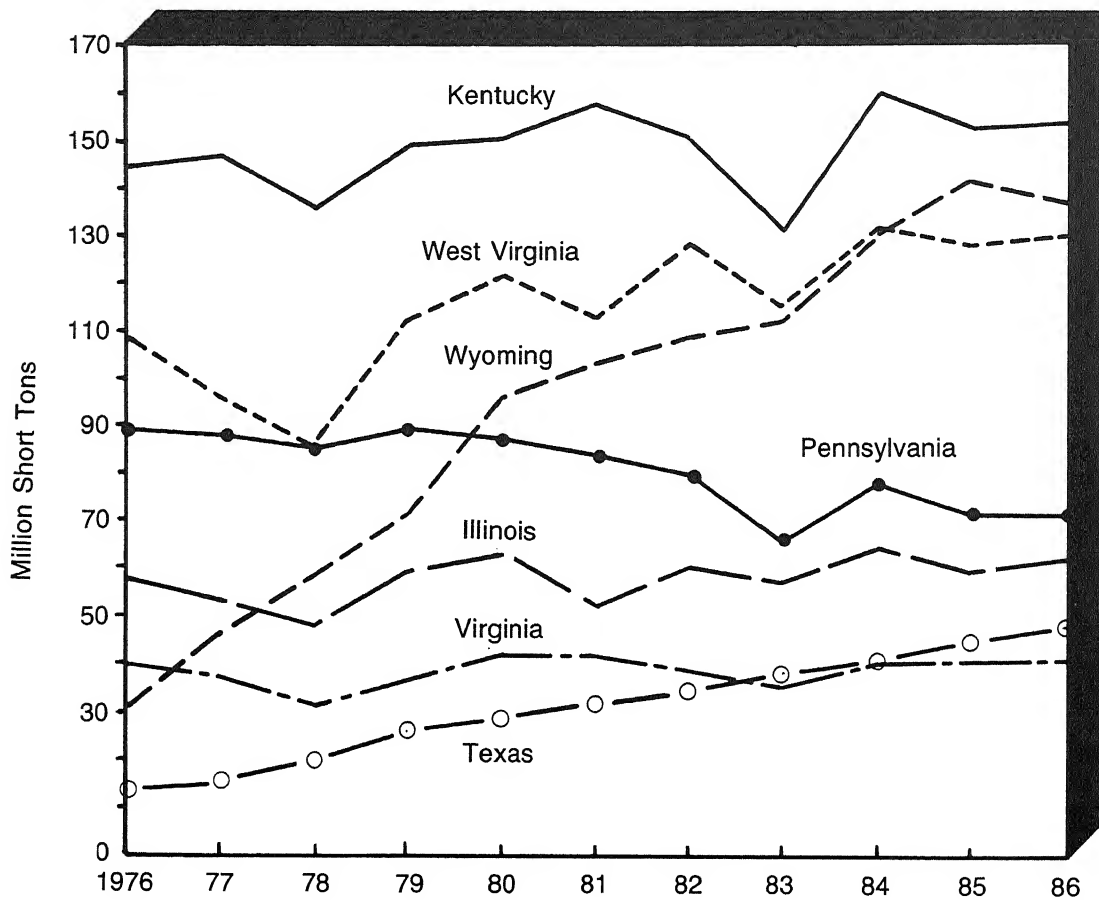 170
150
130
110
90
70
50
30
0
Million Short Tons
Kentucky
West Virginia
Wyoming
Pennsylvania
Illinois
Virginia
Texas
1976 77 78 79 80 81 82 83 84 85 86